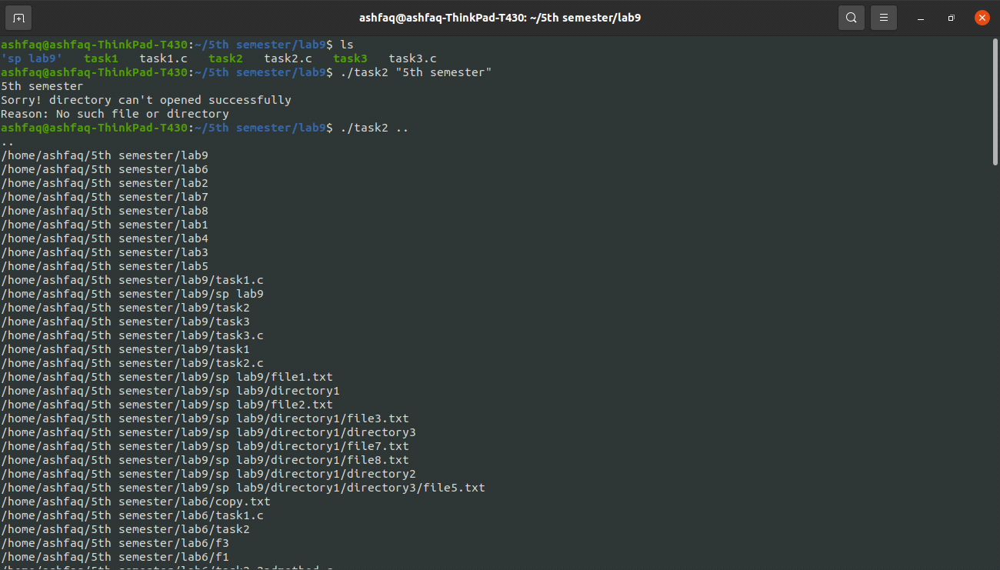 ashfaq@ashfaq-ThinkPad-T430: ~/5th semester/lab9
ashfaq@ashfaq-ThinkPad-T430:~/5th semester/lab9$ ls
'sp lab9'   task1   task1.c   task2   task2.c   task3   task3.c
ashfaq@ashfaq-ThinkPad-T430:~/5th semester/lab9$ ./task2 "5th semester"
5th semester
Sorry! directory can't opened successfully
Reason: No such file or directory
ashfaq@ashfaq-ThinkPad-T430:~/5th semester/lab9$ ./task2 ..
..
/home/ashfaq/5th semester/lab9
/home/ashfaq/5th semester/lab6
/home/ashfaq/5th semester/lab2
/home/ashfaq/5th semester/lab7
/home/ashfaq/5th semester/lab8
/home/ashfaq/5th semester/lab1
/home/ashfaq/5th semester/lab4
/home/ashfaq/5th semester/lab3
/home/ashfaq/5th semester/lab5
/home/ashfaq/5th semester/lab9/task1.c
/home/ashfaq/5th semester/lab9/sp lab9
/home/ashfaq/5th semester/lab9/task2
/home/ashfaq/5th semester/lab9/task3
/home/ashfaq/5th semester/lab9/task3.c
/home/ashfaq/5th semester/lab9/task1
/home/ashfaq/5th semester/lab9/task2.c
/home/ashfaq/5th semester/lab9/sp lab9/file1.txt
/home/ashfaq/5th semester/lab9/sp lab9/directory1
/home/ashfaq/5th semester/lab9/sp lab9/file2.txt
/home/ashfaq/5th semester/lab9/sp lab9/directory1/file3.txt
/home/ashfaq/5th semester/lab9/sp lab9/directory1/directory3
/home/ashfaq/5th semester/lab9/sp lab9/directory1/file7.txt
/home/ashfaq/5th semester/lab9/sp lab9/directory1/file8.txt
/home/ashfaq/5th semester/lab9/sp lab9/directory1/directory2
/home/ashfaq/5th semester/lab9/sp lab9/directory1/directory3/file5.txt
/home/ashfaq/5th semester/lab6/copy.txt
/home/ashfaq/5th semester/lab6/task1.c
/home/ashfaq/5th semester/lab6/task2
/home/ashfaq/5th semester/lab6/f3
/home/ashfaq/5th semester/lab6/f1